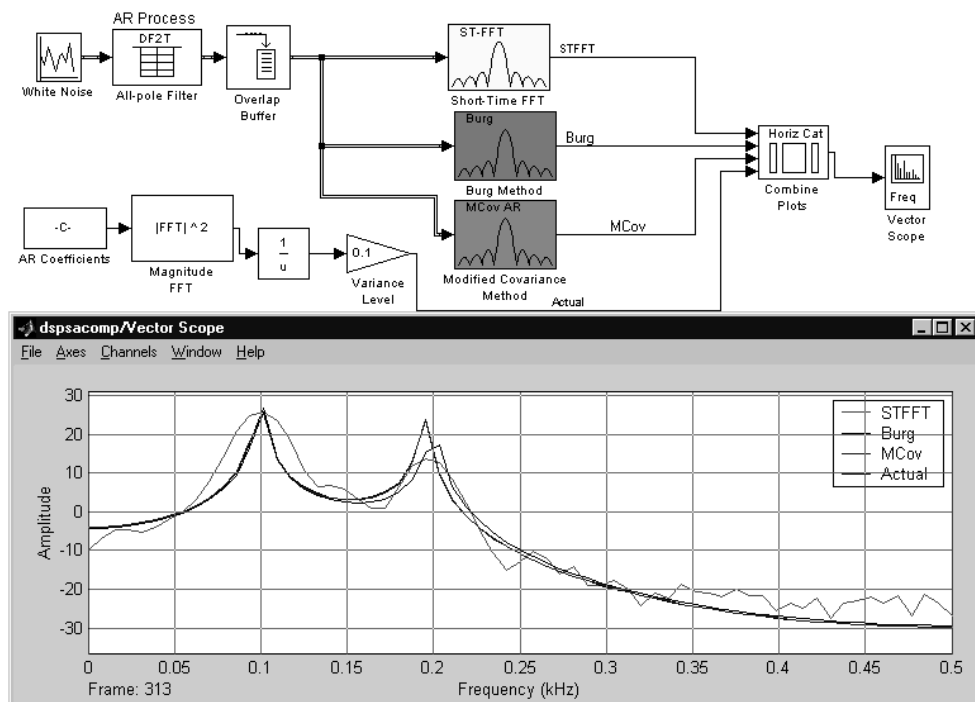 AR Process
DF2T
White Noise
All-pole Filter
Overlap
Buffer
ST-FFT
STFFT
Short-Time FFT
Burg
Burg
Burg Method
MCov AR
MCov
Modified Covariance
Method
Horiz Cat
Combine
Plots
Freq
Vector
Scope
-C-
AR Coefficients
|FFT| ^2
Magnitude
FFT
1
u
0.1
Variance
Level
Actual
dspsacomp/Vector Scope
File Axes Channels Window Help
30
20
10
0
-10
-20
-30
Amplitude
STFFT
Burg
MCov
Actual
0 0.05 0.1 0.15 0.2 0.25 0.3 0.35 0.4 0.45 0.5
Frame: 313
Frequency (kHz)